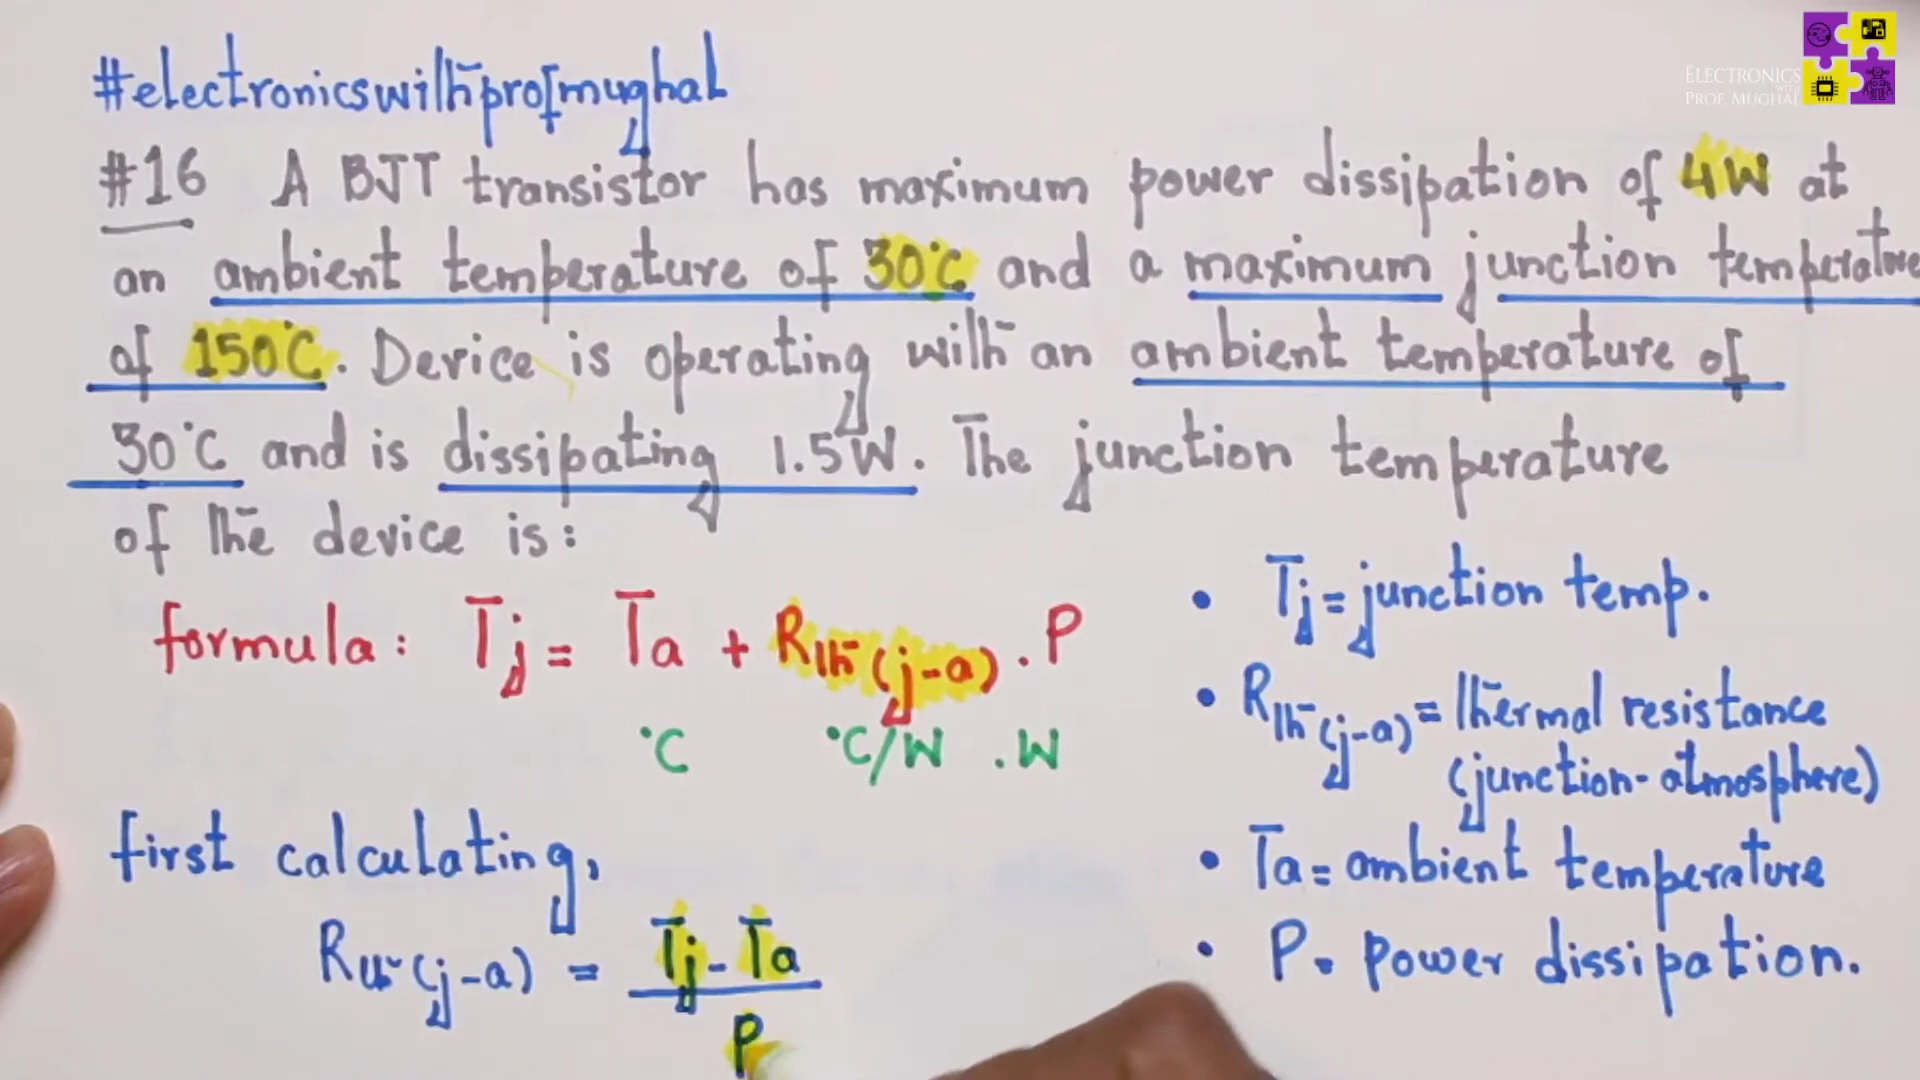 #electronicswithprofmughal
ELECTRONICS
WITH
PROF. MUGHAL
#16 A BJT transistor has maximum power dissipation of 4W at
an ambient temperature of 30°C and a maximum junction temperature
of 150°C. Device is operating with an ambient temperature of
30°C and is dissipating 1.5W. The junction temperature
of the device is:
formula: Tj = Ta + Rth(j-a) . P
°C °C/W . W
• Tj = junction temp.
• Rth(j-a) = thermal resistance
(junction-atmosphere)
• Ta = ambient temperature
• P = power dissipation.
first calculating,
Rth(j-a) = Tj - Ta
P